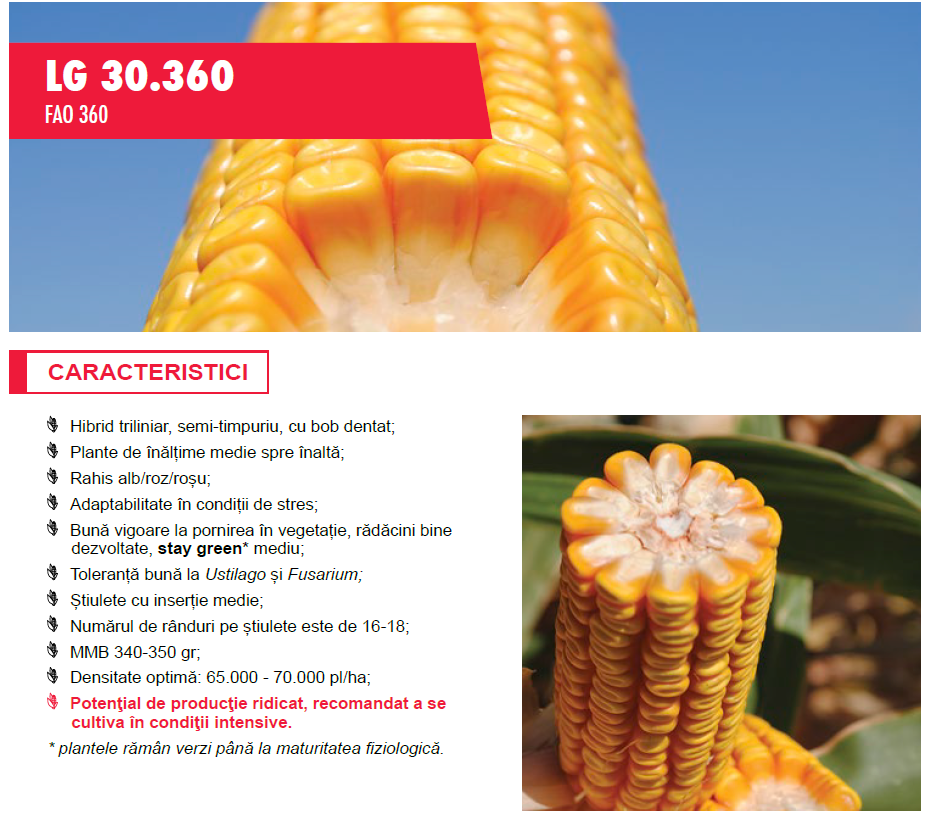 LG 30.360
FAO 360
CARACTERISTICI
Hibrid triliniar, semi-timpuriu, cu bob dentat;
Plante de înălțime medie spre înaltă;
Rahis alb/roz/roșu;
Adaptabilitate în condiții de stres;
Bună vigoare la pornirea în vegetație, rădăcini bine
dezvoltate, stay green* mediu;
Toleranță bună la Ustilago și Fusarium;
Știulete cu inserție medie;
Numărul de rânduri pe știulete este de 16-18;
MMB 340-350 gr;
Densitate optimă: 65.000 - 70.000 pl/ha;
Potenţial de producţie ridicat, recomandat a se
cultiva în condiţii intensive.
* plantele rămân verzi până la maturitatea fiziologică.